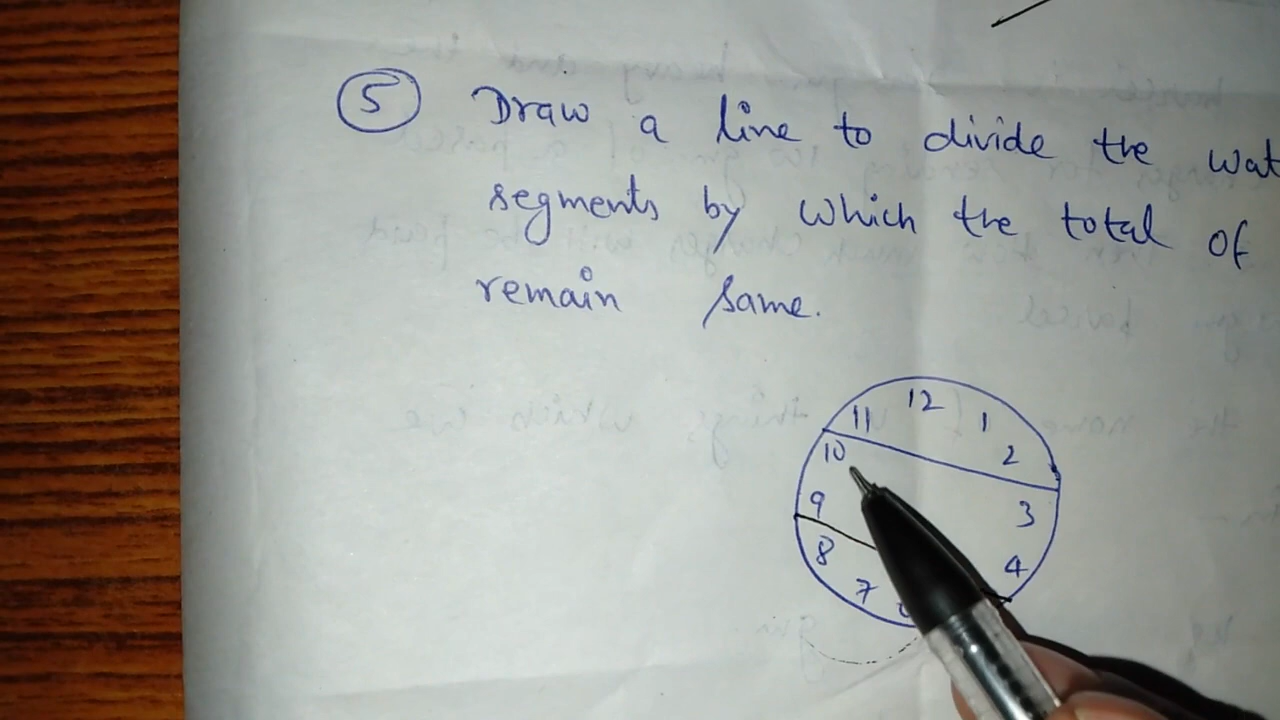 5 Draw a line to divide the wat
segments by which the total of
remain same.
12
11 1
10 2
9 3
8 4
7